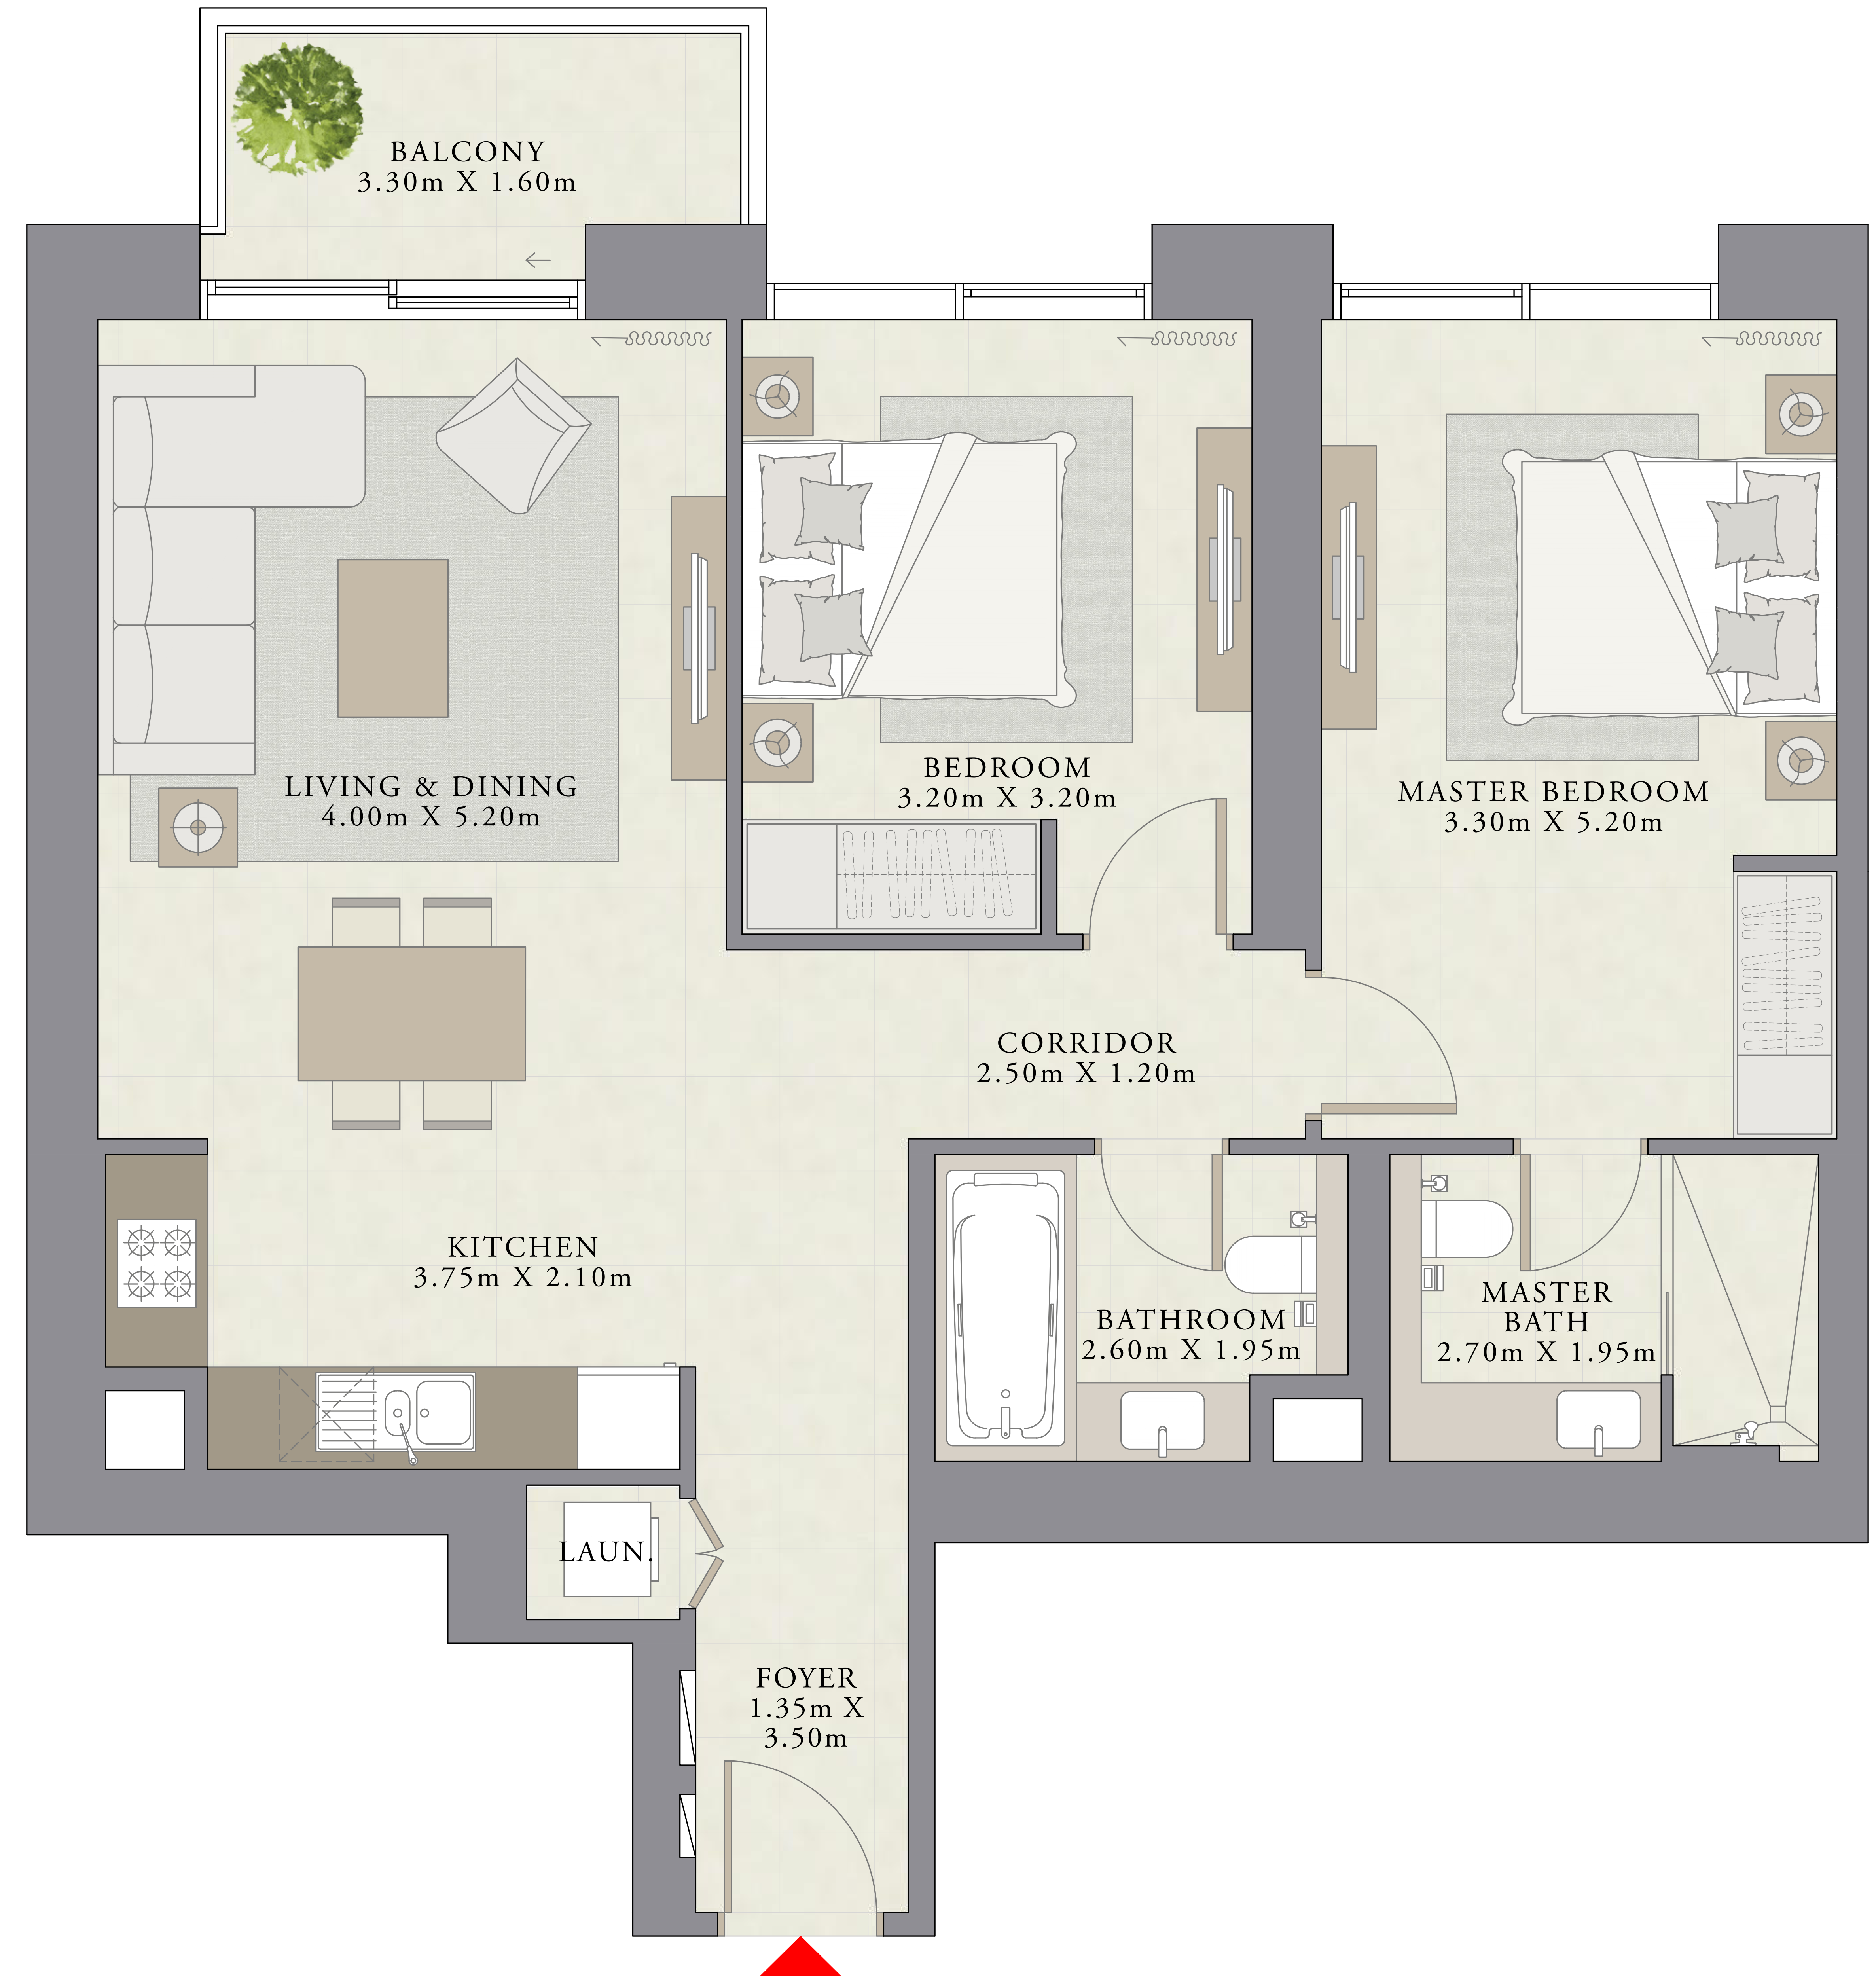 BALCONY
3.30m X 1.60m
LIVING & DINING
4.00m X 5.20m
BEDROOM
3.20m X 3.20m
MASTER BEDROOM
3.30m X 5.20m
CORRIDOR
2.50m X 1.20m
KITCHEN
3.75m X 2.10m
BATHROOM
2.60m X 1.95m
MASTER
BATH
2.70m X 1.95m
LAUN.
FOYER
1.35m X
3.50m